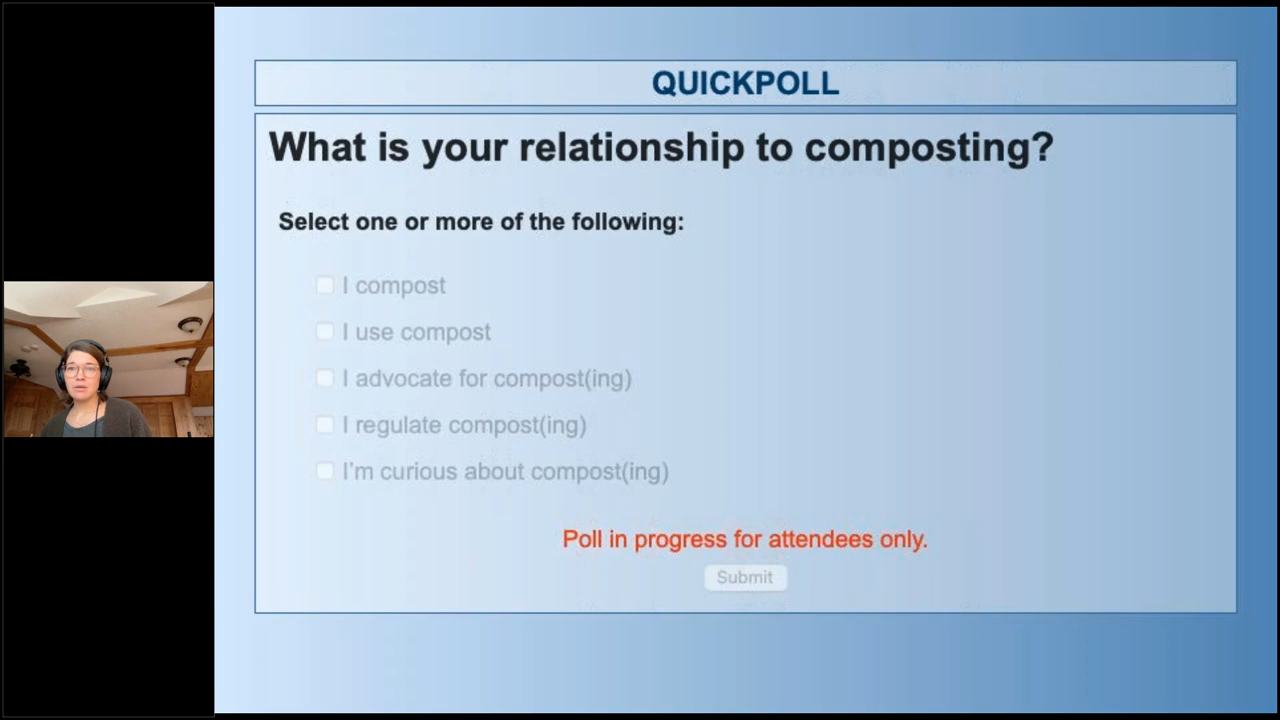 QUICKPOLL
What is your relationship to composting?
Select one or more of the following:
I compost
I use compost
I advocate for compost(ing)
I regulate compost(ing)
I’m curious about compost(ing)
Poll in progress for attendees only.
Submit